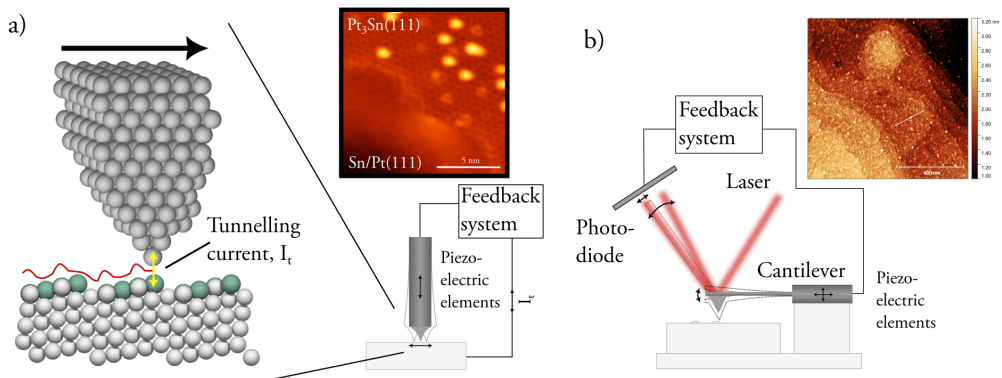 a)
Pt₃Sn(111)
Sn/Pt(111)
5 nm
Tunnelling
current, Iₜ
Feedback
system
Piezo-
electric
elements
Iₜ
b)
Feedback
system
Laser
Photo-
diode
Cantilever
Piezo-
electric
elements
400nm
3.20 nm
2.80
2.60
2.40
2.20
2.00
1.80
1.60
1.40
1.20
1.00